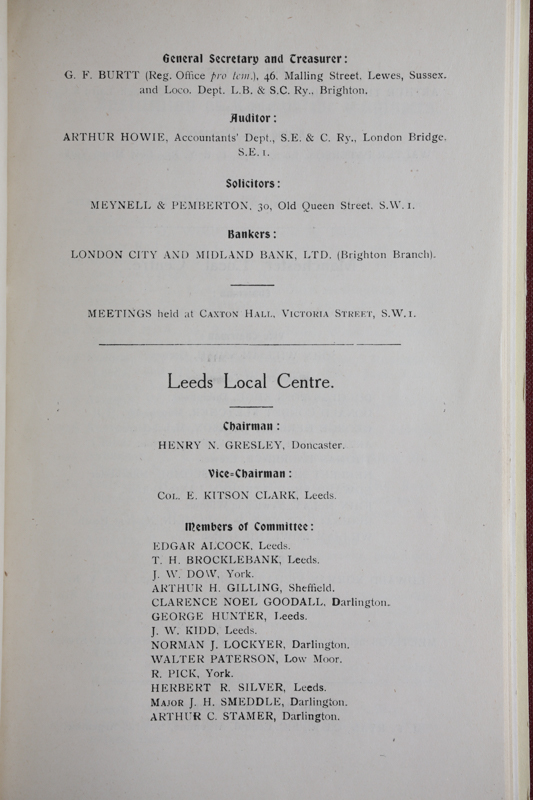 General Secretary and Treasurer:
G. F. BURTT (Reg. Office pro tem.), 46, Malling Street, Lewes, Sussex.
and Loco. Dept. L.B. & S.C. Ry., Brighton.
Auditor:
ARTHUR HOWIE, Accountants' Dept., S.E. & C. Ry., London Bridge,
S.E. 1.
Solicitors:
MEYNELL & PEMBERTON, 30, Old Queen Street, S.W. 1.
Bankers:
LONDON CITY AND MIDLAND BANK, LTD. (Brighton Branch).
MEETINGS held at CAXTON HALL, VICTORIA STREET, S.W. 1.
Leeds Local Centre.
Chairman:
HENRY N. GRESLEY, Doncaster.
Vice=Chairman:
COL. E. KITSON CLARK, Leeds.
Members of Committee:
EDGAR ALCOCK, Leeds.
T. H. BROCKLEBANK, Leeds.
J. W. DOW, York.
ARTHUR H. GILLING, Sheffield.
CLARENCE NOEL GOODALL, Darlington.
GEORGE HUNTER, Leeds.
J. W. KIDD, Leeds.
NORMAN J. LOCKYER, Darlington.
WALTER PATERSON, Low Moor.
R. PICK, York.
HERBERT R. SILVER, Leeds.
MAJOR J. H. SMEDDLE, Darlington.
ARTHUR C. STAMER, Darlington.